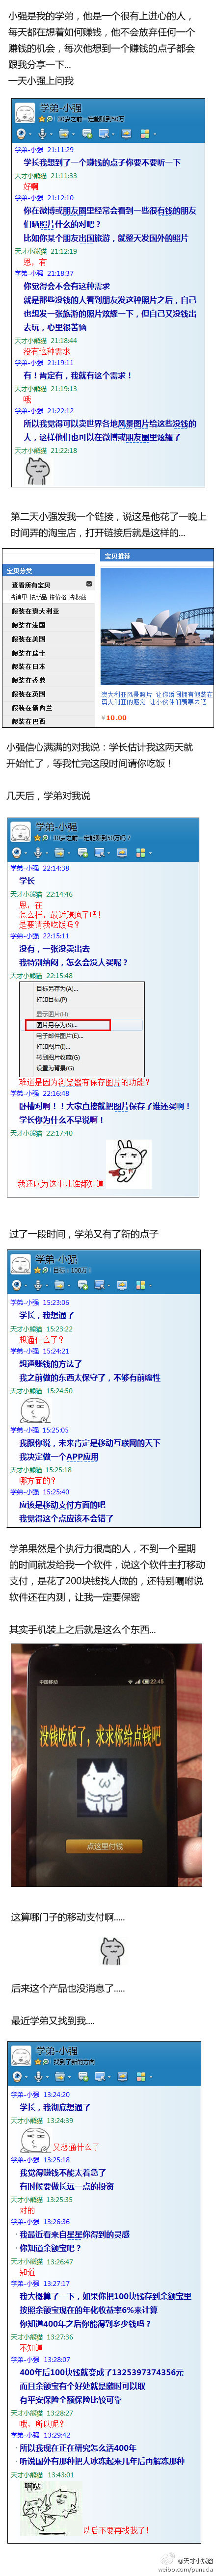 小强是我的学弟，他是一个很有上进心的人，
每天都在想着如何赚钱，他不会放弃任何一个
赚钱的机会，每次他想到一个赚钱的点子都会
跟我分享一下...
一天小强上问我
学弟-小强
30岁之前一定能赚到50万
学弟-小强 21:11:29
学长我想到了一个赚钱的点子你要不要听一下
天才小熊猫 21:11:33
好啊
学弟-小强 21:12:10
你在微博或朋友圈里经常会看到一些很有钱的朋友
们晒照片什么的对吧？
比如你某个朋友出国旅游，就整天发国外的照片
天才小熊猫 21:12:19
恩，有
学弟-小强 21:18:37
你觉得会不会有这种需求
就是那些没钱的人看到朋友发这种照片之后，自己
也想发一张旅游的照片炫耀一下，但自己又没钱出
去玩，心里很苦恼
天才小熊猫 21:18:44
没有这种需求
学弟-小强 21:19:11
有！肯定有，我就有这个需求！
天才小熊猫 21:19:13
哦
学弟-小强 21:22:12
所以我觉得可以卖世界各地风景图片给这些没钱的
人，这样他们也可以在微博或朋友圈里炫耀了
天才小熊猫 21:22:18
第二天小强发我一个链接，说这是他花了一晚上
时间弄的淘宝店，打开链接后就是这样的...
宝贝分类
宝贝推荐
查看所有宝贝
按销量 按新品 按价格 按收藏
假装在澳大利亚
假装在法国
假装在美国
假装在瑞士
假装在日本
假装在香港
假装在英国
假装在新西兰
假装在巴西
澳大利亚风景照片 让你瞬间拥有假装在
澳大利亚的感觉 让小伙伴们羡慕去吧
￥10.00
小强信心满满的对我说：学长估计我这两天就
开始忙了，等我忙完这段时间请你吃饭！
几天后，学弟对我说
学弟-小强
30岁之前一定能赚到50万吗？
学弟-小强 22:14:38
学长
天才小熊猫 22:14:46
恩，在
怎么样，最近赚疯了吧！
是要请我吃饭吗？
学弟-小强 22:15:11
没有，一张没卖出去
我特别纳闷，怎么会没人买呢？
天才小熊猫 22:15:48
目标另存为(A)...
打印目标(P)
显示图片(H)
图片另存为(S)...
电子邮件图片(E)...
打印图片(I)...
转到图片收藏(G)
设置为背景(G)
难道是因为浏览器有保存图片的功能？
学弟-小强 22:16:48
卧槽对啊！！大家直接就把图片保存了谁还买啊！
学长你为什么不早说啊！
天才小熊猫 22:17:40
我还以为这事儿谁都知道
过了一段时间，学弟又有了新的点子
学弟-小强
目标：100万！
学弟-小强 15:23:06
学长，我想通了
天才小熊猫 15:23:22
想通什么了？
学弟-小强 15:24:21
想通赚钱的方法了
我之前做的东西太保守了，不够有前瞻性
天才小熊猫 15:24:50
学弟-小强 15:25:05
我跟你说，未来肯定是移动互联网的天下
我决定做一个APP应用
天才小熊猫 15:25:18
哪方面的？
学弟-小强 15:25:40
应该是移动支付方面的吧
我觉得这个点应该不会错了
学弟果然是个执行力很高的人，不到一个星期
的时间就发给我一个软件，说这个软件主打移动
支付，是花了200块钱找人做的，还特别嘱咐说
软件还在内测，让我一定要保密
其实手机装上之后就是这么个东西...
中国移动
22:45
没钱吃饭了，求求你给点钱吧
点这里付钱
这算哪门子的移动支付啊.....
后来这个产品也没消息了.....
最近学弟又找到我....
学弟-小强
找到了新的方向
学弟-小强 13:24:20
学长，我彻底想通了
天才小熊猫 13:24:39
又想通什么了
学弟-小强 13:25:18
我觉得赚钱不能太着急了
有时候要做长远一点的投资
天才小熊猫 13:25:35
对的
学弟-小强 13:26:36
我最近看来自星星你得到的灵感
你知道余额宝吧？
天才小熊猫 13:26:47
知道
学弟-小强 13:27:17
我大概算了一下，如果你把100块钱存到余额宝里
按照余额宝现在的年化收益率6%来计算
你知道400年之后你能得到多少钱吗？
天才小熊猫 13:27:36
不知道
学弟-小强 13:28:07
400年后100块钱就变成了1325397374356元
而且余额宝有个好处就是随时可以取
有平安保险全额保险比较可靠
天才小熊猫 13:28:27
哦，所以呢？
学弟-小强 13:29:42
所以我现在正在研究怎么活400年
听说国外有那种把人冰冻起来几年后再解冻那种
天才小熊猫 13:43:01
以后不要再找我了！
@天才小熊猫
weibo.com/panada